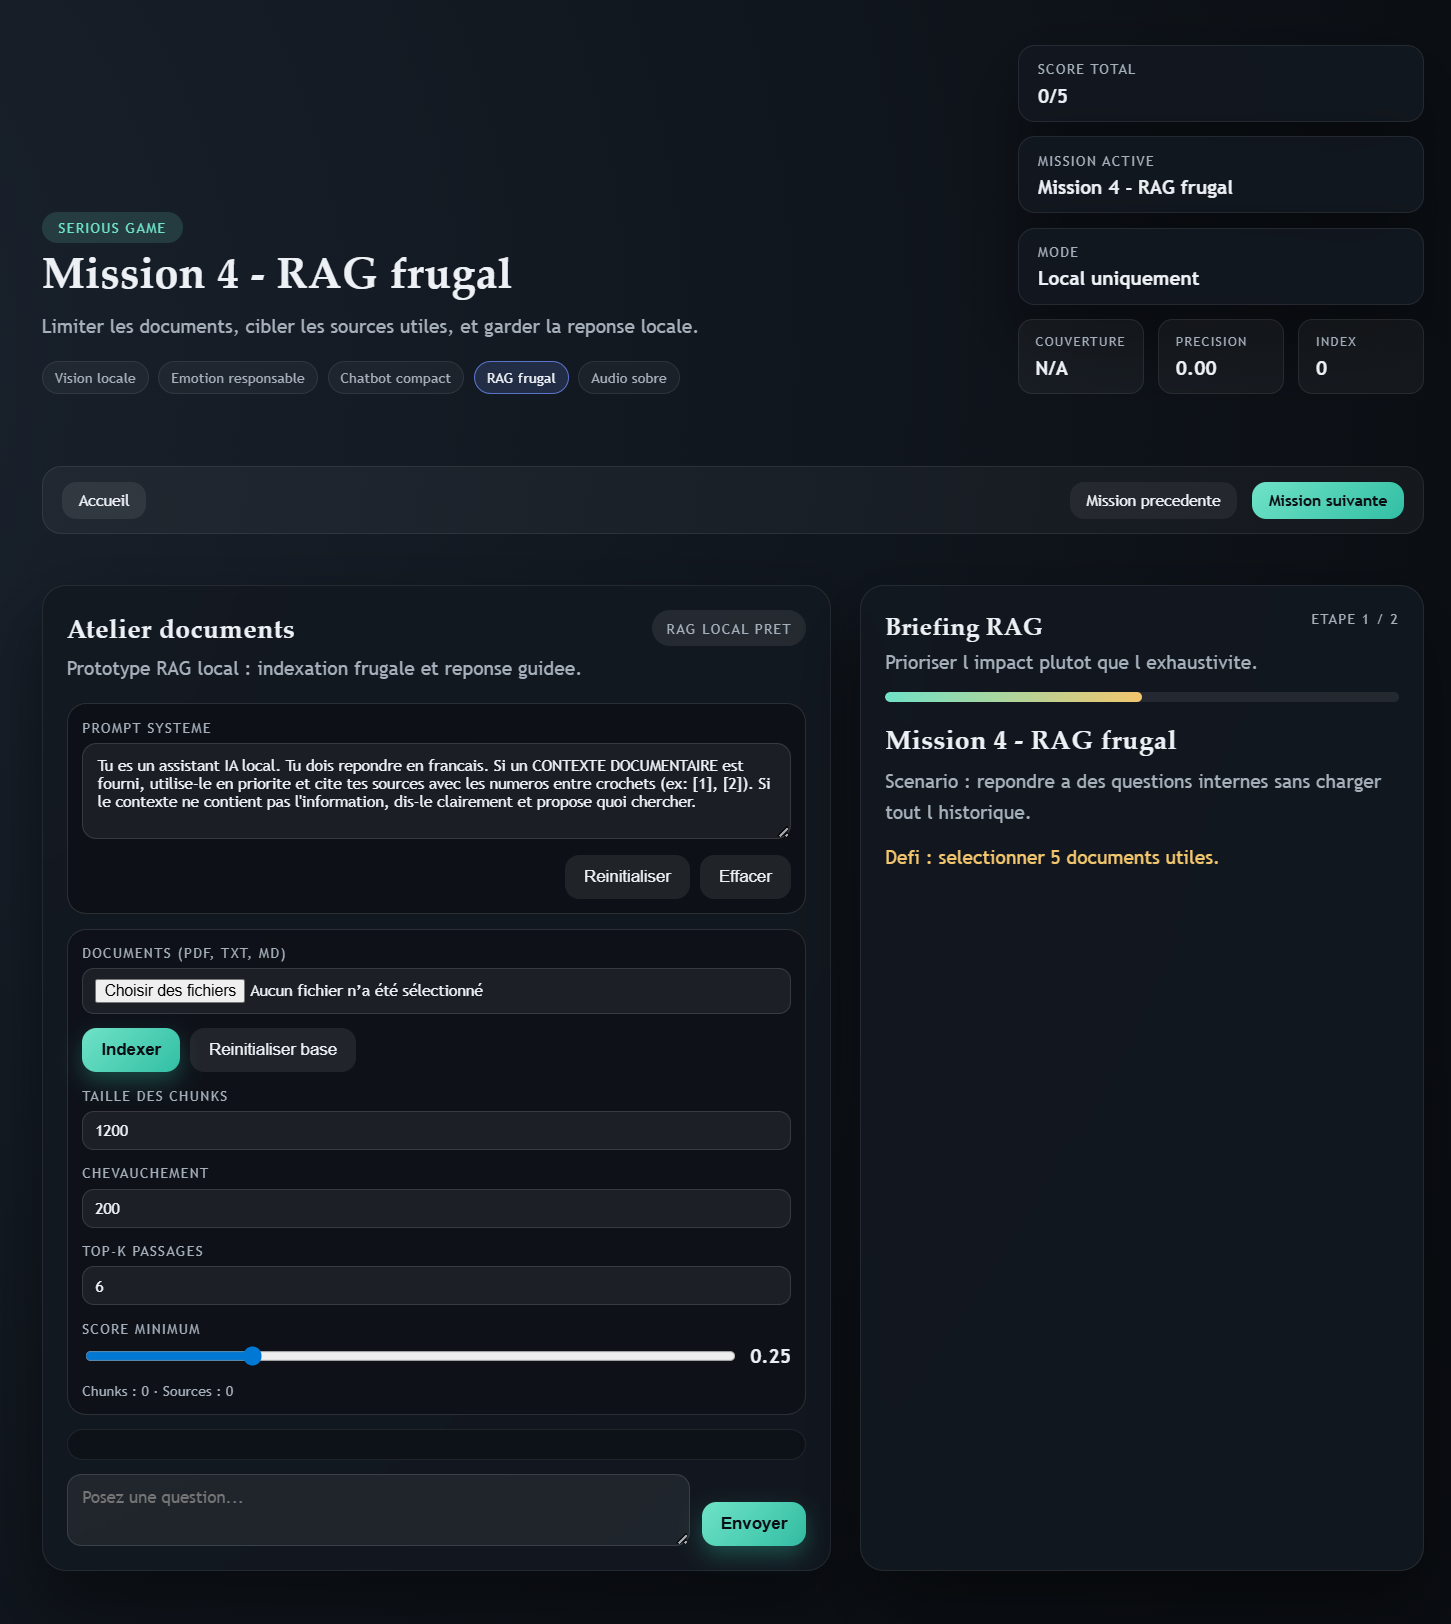 SCORE TOTAL
0/5
MISSION ACTIVE
Mission 4 - RAG frugal
MODE
Local uniquement
COUVERTURE
N/A
PRECISION
0.00
INDEX
0
SERIOUS GAME
Mission 4 - RAG frugal
Limiter les documents, cibler les sources utiles, et garder la reponse locale.
Vision locale
Emotion responsable
Chatbot compact
RAG frugal
Audio sobre
Accueil
Mission precedente
Mission suivante
Atelier documents
RAG LOCAL PRET
Prototype RAG local : indexation frugale et reponse guidee.
PROMPT SYSTEME
Tu es un assistant IA local. Tu dois repondre en francais. Si un CONTEXTE DOCUMENTAIRE est
fourni, utilise-le en priorite et cite tes sources avec les numeros entre crochets (ex: [1], [2]). Si
le contexte ne contient pas l'information, dis-le clairement et propose quoi chercher.
Reinitialiser
Effacer
DOCUMENTS (PDF, TXT, MD)
Choisir des fichiers
Aucun fichier n’a été sélectionné
Indexer
Reinitialiser base
TAILLE DES CHUNKS
1200
CHEVAUCHEMENT
200
TOP-K PASSAGES
6
SCORE MINIMUM
0.25
Chunks : 0 · Sources : 0
Posez une question...
Envoyer
Briefing RAG
ETAPE 1 / 2
Prioriser l impact plutot que l exhaustivite.
Mission 4 - RAG frugal
Scenario : repondre a des questions internes sans charger
tout l historique.
Defi : selectionner 5 documents utiles.